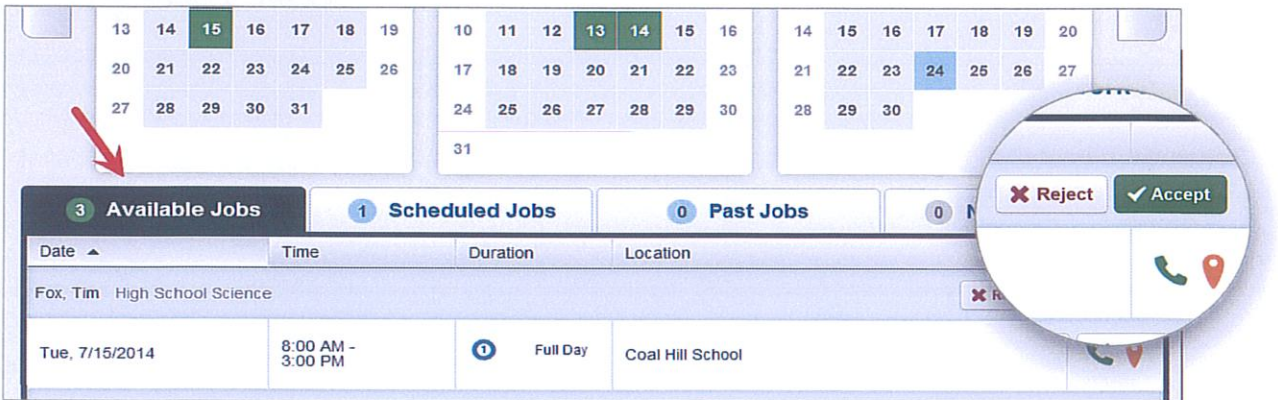 13 14 15 16 17 18 19
20 21 22 23 24 25 26
27 28 29 30 31
10 11 12 13 14 15 16
17 18 19 20 21 22 23
24 25 26 27 28 29 30
31
14 15 16 17 18 19 20
21 22 23 24 25 26 27
28 29 30
3 Available Jobs
1 Scheduled Jobs
0 Past Jobs
0
Reject
Accept
Date Time Duration Location
Fox, Tim High School Science
Tue, 7/15/2014
8:00 AM -
3:00 PM
1 Full Day
Coal Hill School